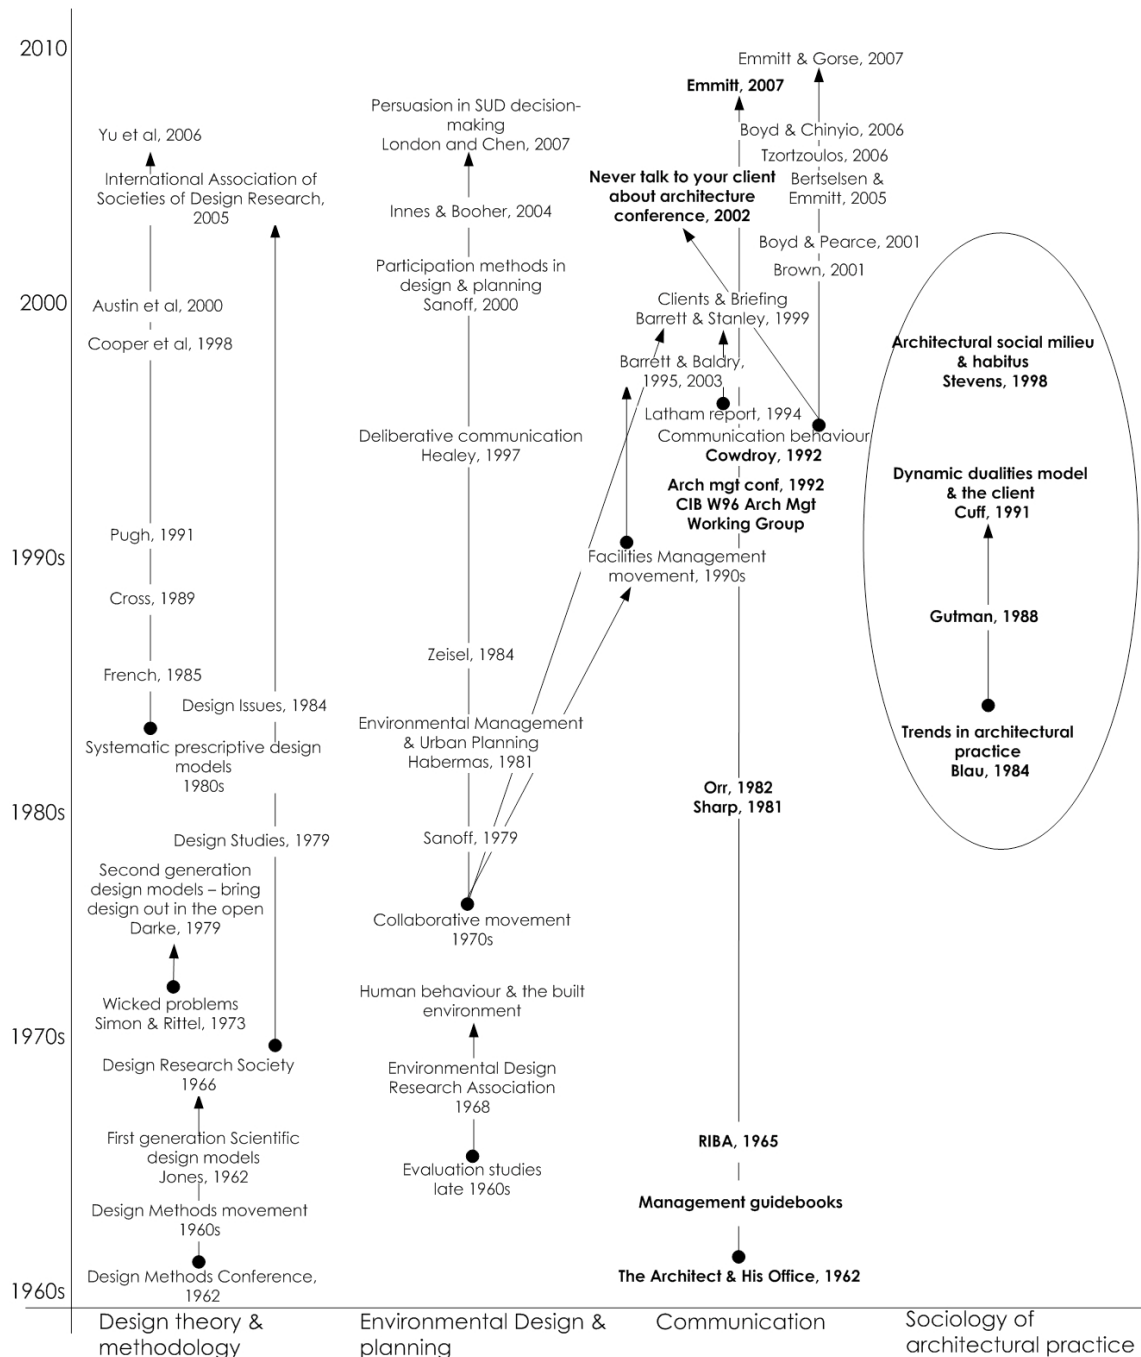 2010
2000
1990s
1980s
1970s
1960s
Yu et al, 2006
International Association of
Societies of Design Research,
2005
Austin et al, 2000
Cooper et al, 1998
Pugh, 1991
Cross, 1989
French, 1985
Design Issues, 1984
Systematic prescriptive design
models
1980s
Design Studies, 1979
Second generation
design models – bring
design out in the open
Darke, 1979
Wicked problems
Simon & Rittel, 1973
Design Research Society
1966
First generation Scientific
design models
Jones, 1962
Design Methods movement
1960s
Design Methods Conference,
1962
Design theory &
methodology
Persuasion in SUD decision-
making
London and Chen, 2007
Innes & Booher, 2004
Participation methods in
design & planning
Sanoff, 2000
Deliberative communication
Healey, 1997
Zeisel, 1984
Environmental Management
& Urban Planning
Habermas, 1981
Sanoff, 1979
Collaborative movement
1970s
Human behaviour & the built
environment
Environmental Design
Research Association
1968
Evaluation studies
late 1960s
Environmental Design &
planning
Emmitt & Gorse, 2007
Emmitt, 2007
Boyd & Chinyio, 2006
Tzortzoulos, 2006
Bertselsen &
Emmitt, 2005
Never talk to your client
about architecture
conference, 2002
Boyd & Pearce, 2001
Brown, 2001
Clients & Briefing
Barrett & Stanley, 1999
Barrett & Baldry,
1995, 2003
Latham report, 1994
Communication behaviour
Cowdroy, 1992
Arch mgt conf, 1992
CIB W96 Arch Mgt
Working Group
Facilities Management
movement, 1990s
Orr, 1982
Sharp, 1981
RIBA, 1965
Management guidebooks
The Architect & His Office, 1962
Communication
Architectural social milieu
& habitus
Stevens, 1998
Dynamic dualities model
& the client
Cuff, 1991
Gutman, 1988
Trends in architectural
practice
Blau, 1984
Sociology of
architectural practice